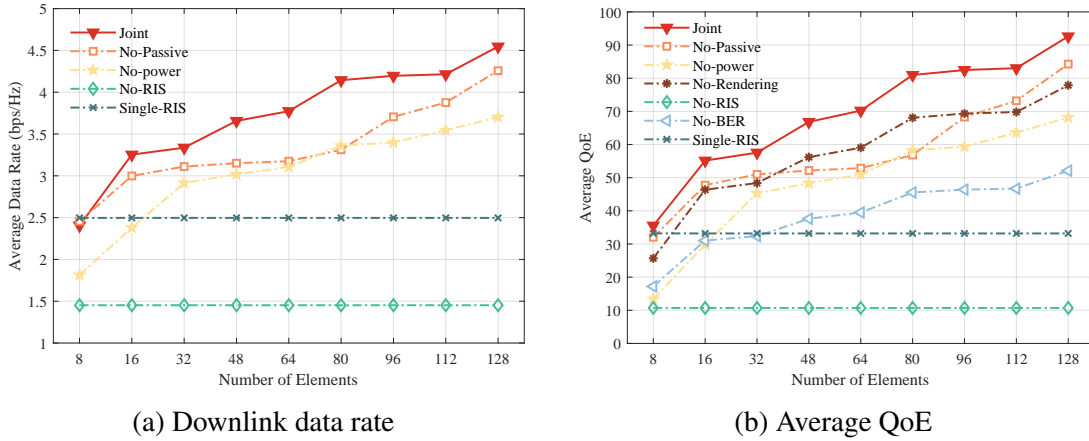 5
4.5
4
3.5
3
2.5
2
1.5
1
Average Data Rate (bps/Hz)
Joint
No-Passive
No-power
No-RIS
Single-RIS
8 16 32 48 64 80 96 112 128
Number of Elements
(a) Downlink data rate
100
90
80
70
60
50
40
30
20
10
0
Average QoE
Joint
No-Passive
No-power
No-Rendering
No-RIS
No-BER
Single-RIS
8 16 32 48 64 80 96 112 128
Number of Elements
(b) Average QoE